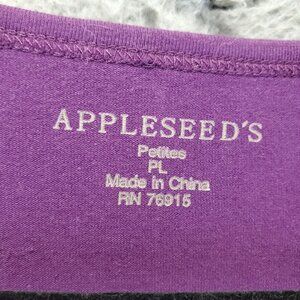 APPLESEED'S
Petites
PL
Made In China
RN 76915